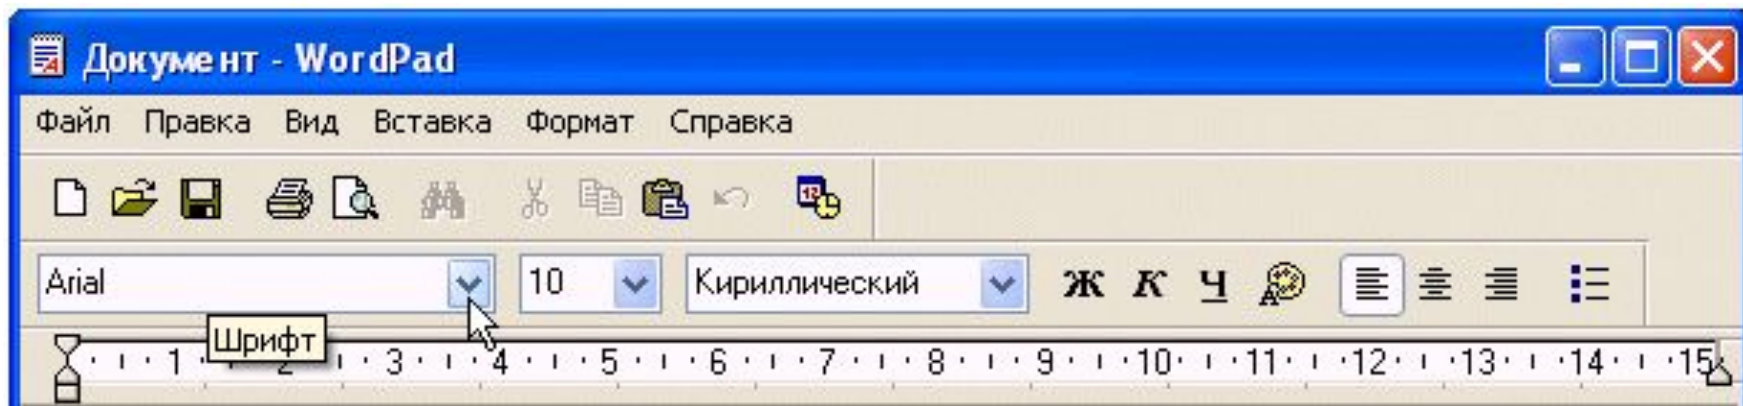 Документ - WordPad
Файл Правка Вид Вставка Формат Справка
12
Arial 10 Кириллический Ж К Ч A
Шрифт
1 2 3 4 5 6 7 8 9 10 11 12 13 14 15